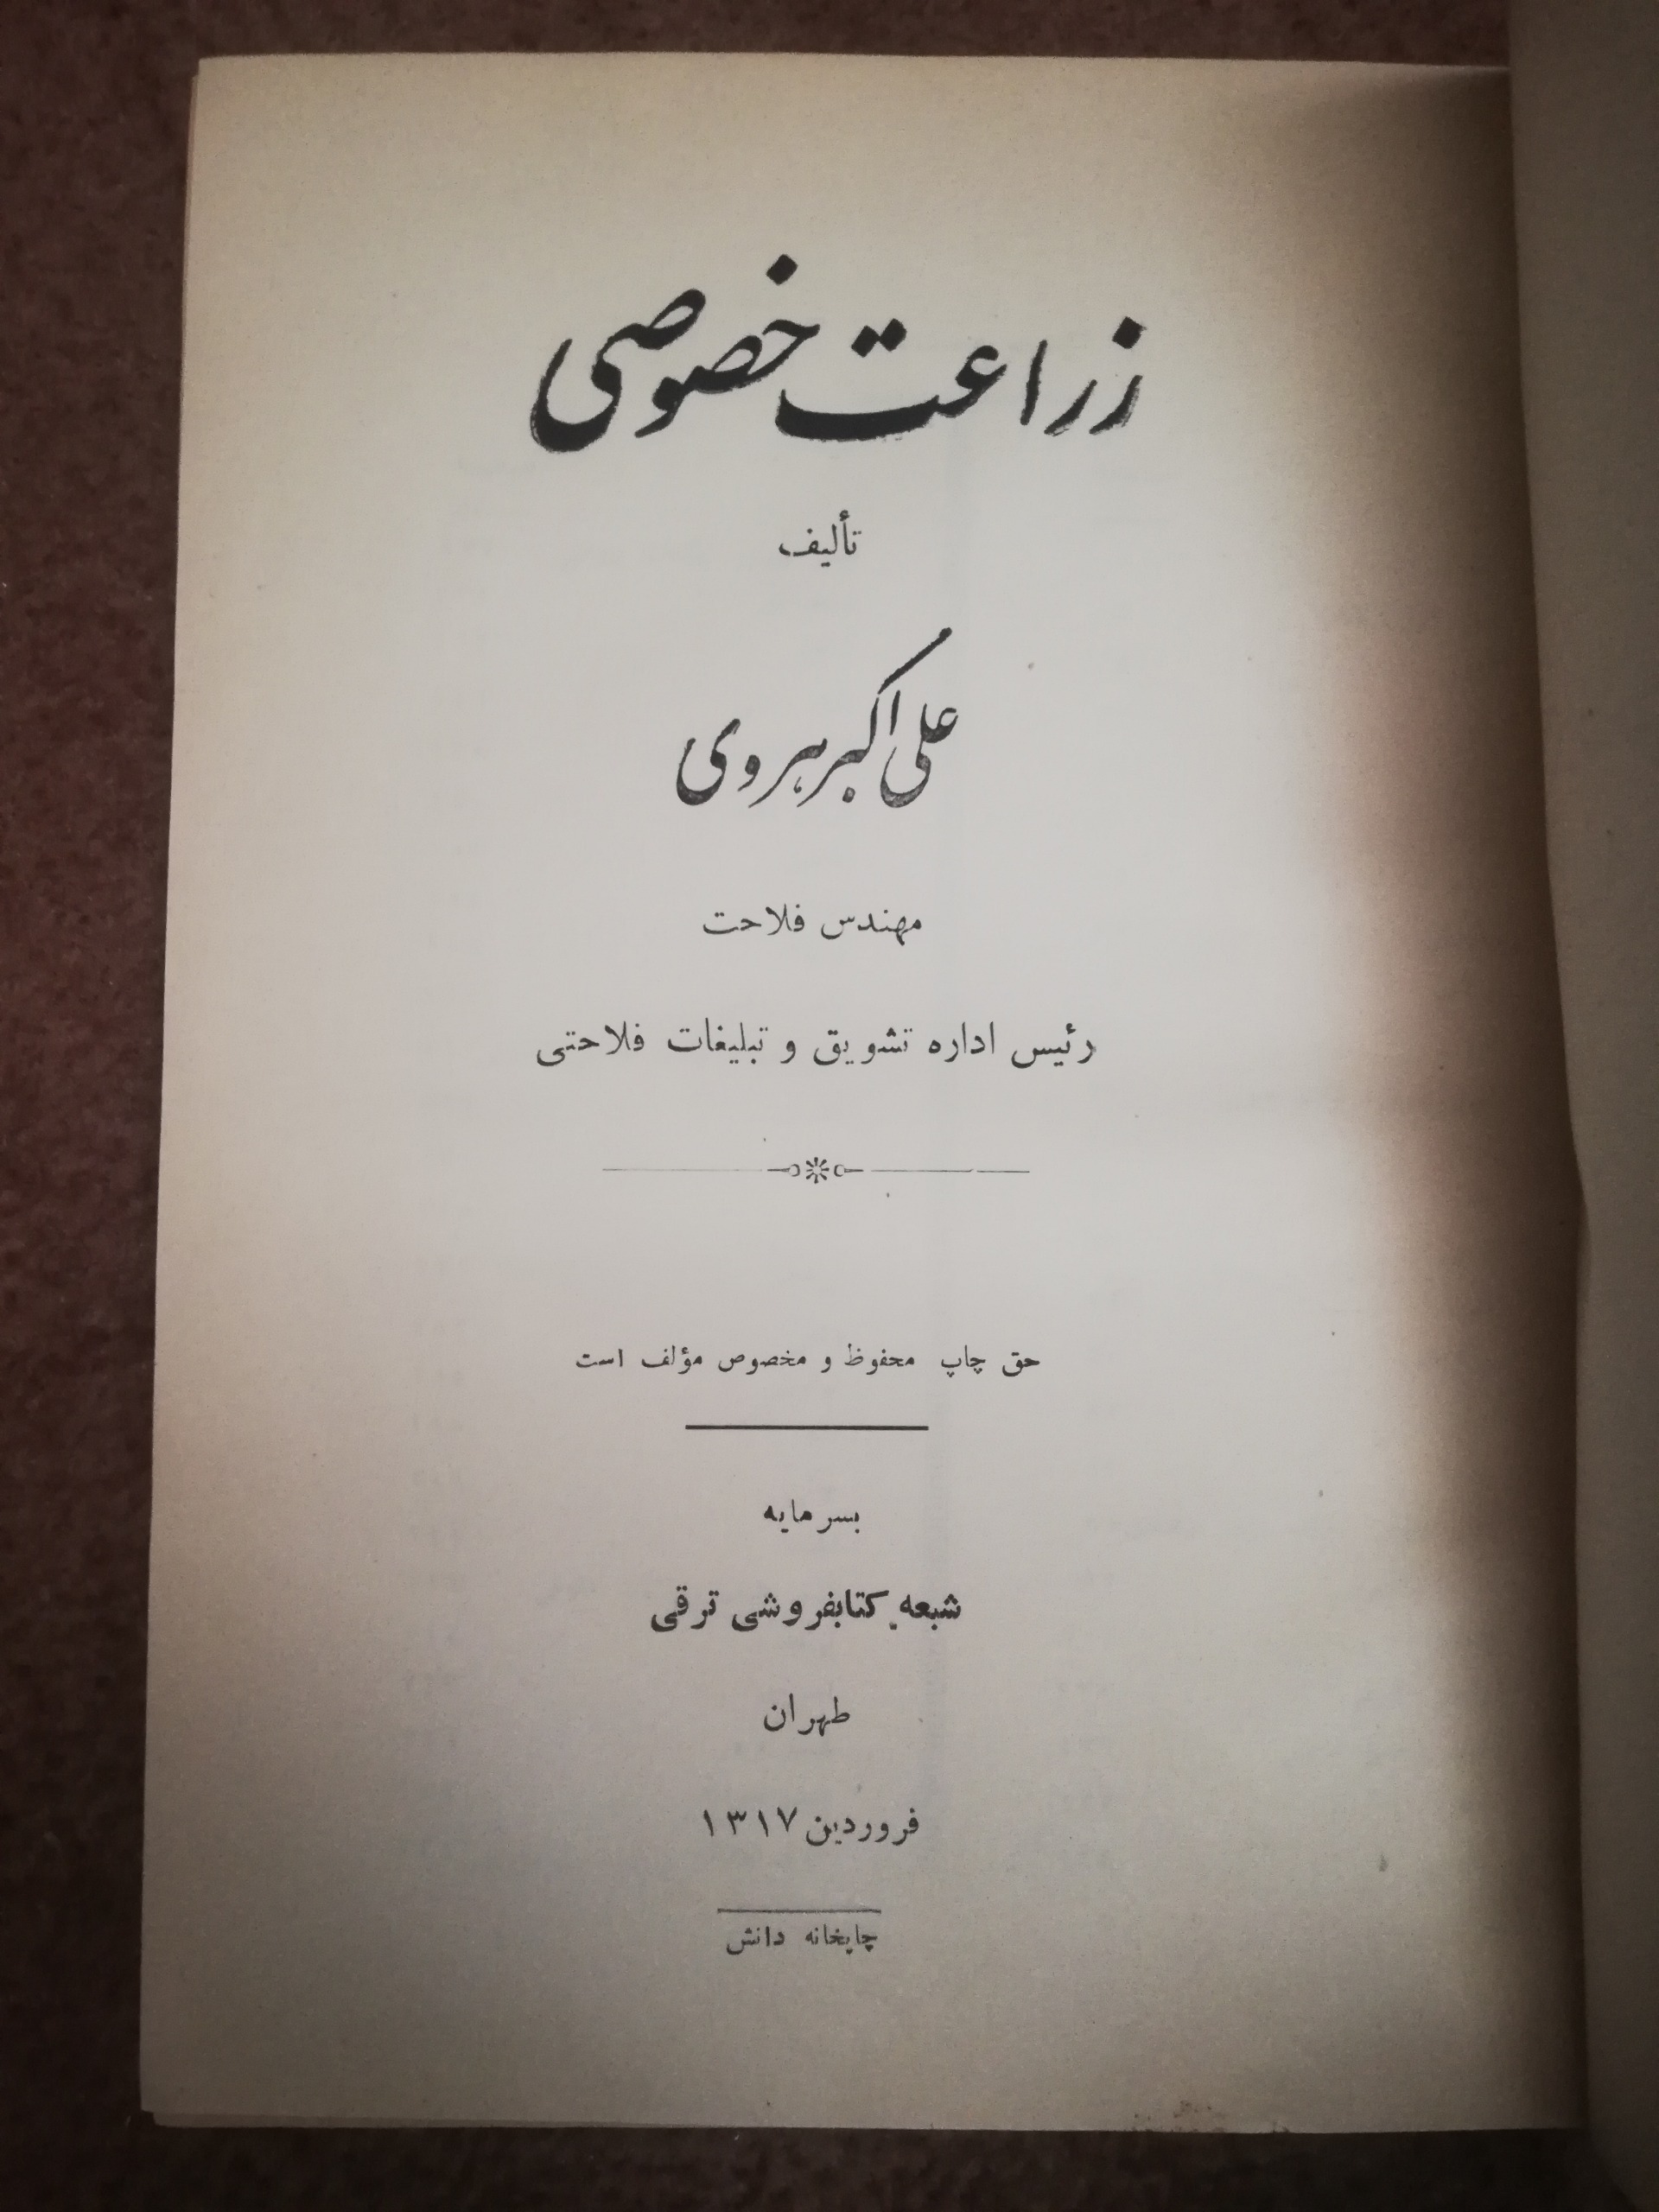 زراعت خصوصی
تألیف
علی اکبر هروی
مهندس فلاحت
رئیس اداره تشویق و تبلیغات فلاحتی
حق چاپ محفوظ و مخصوص مؤلف است
بسرمایه
شبعه کتابفروشی ترقی
طهران
فروردین ۱۳۱۷
چاپخانه دانش